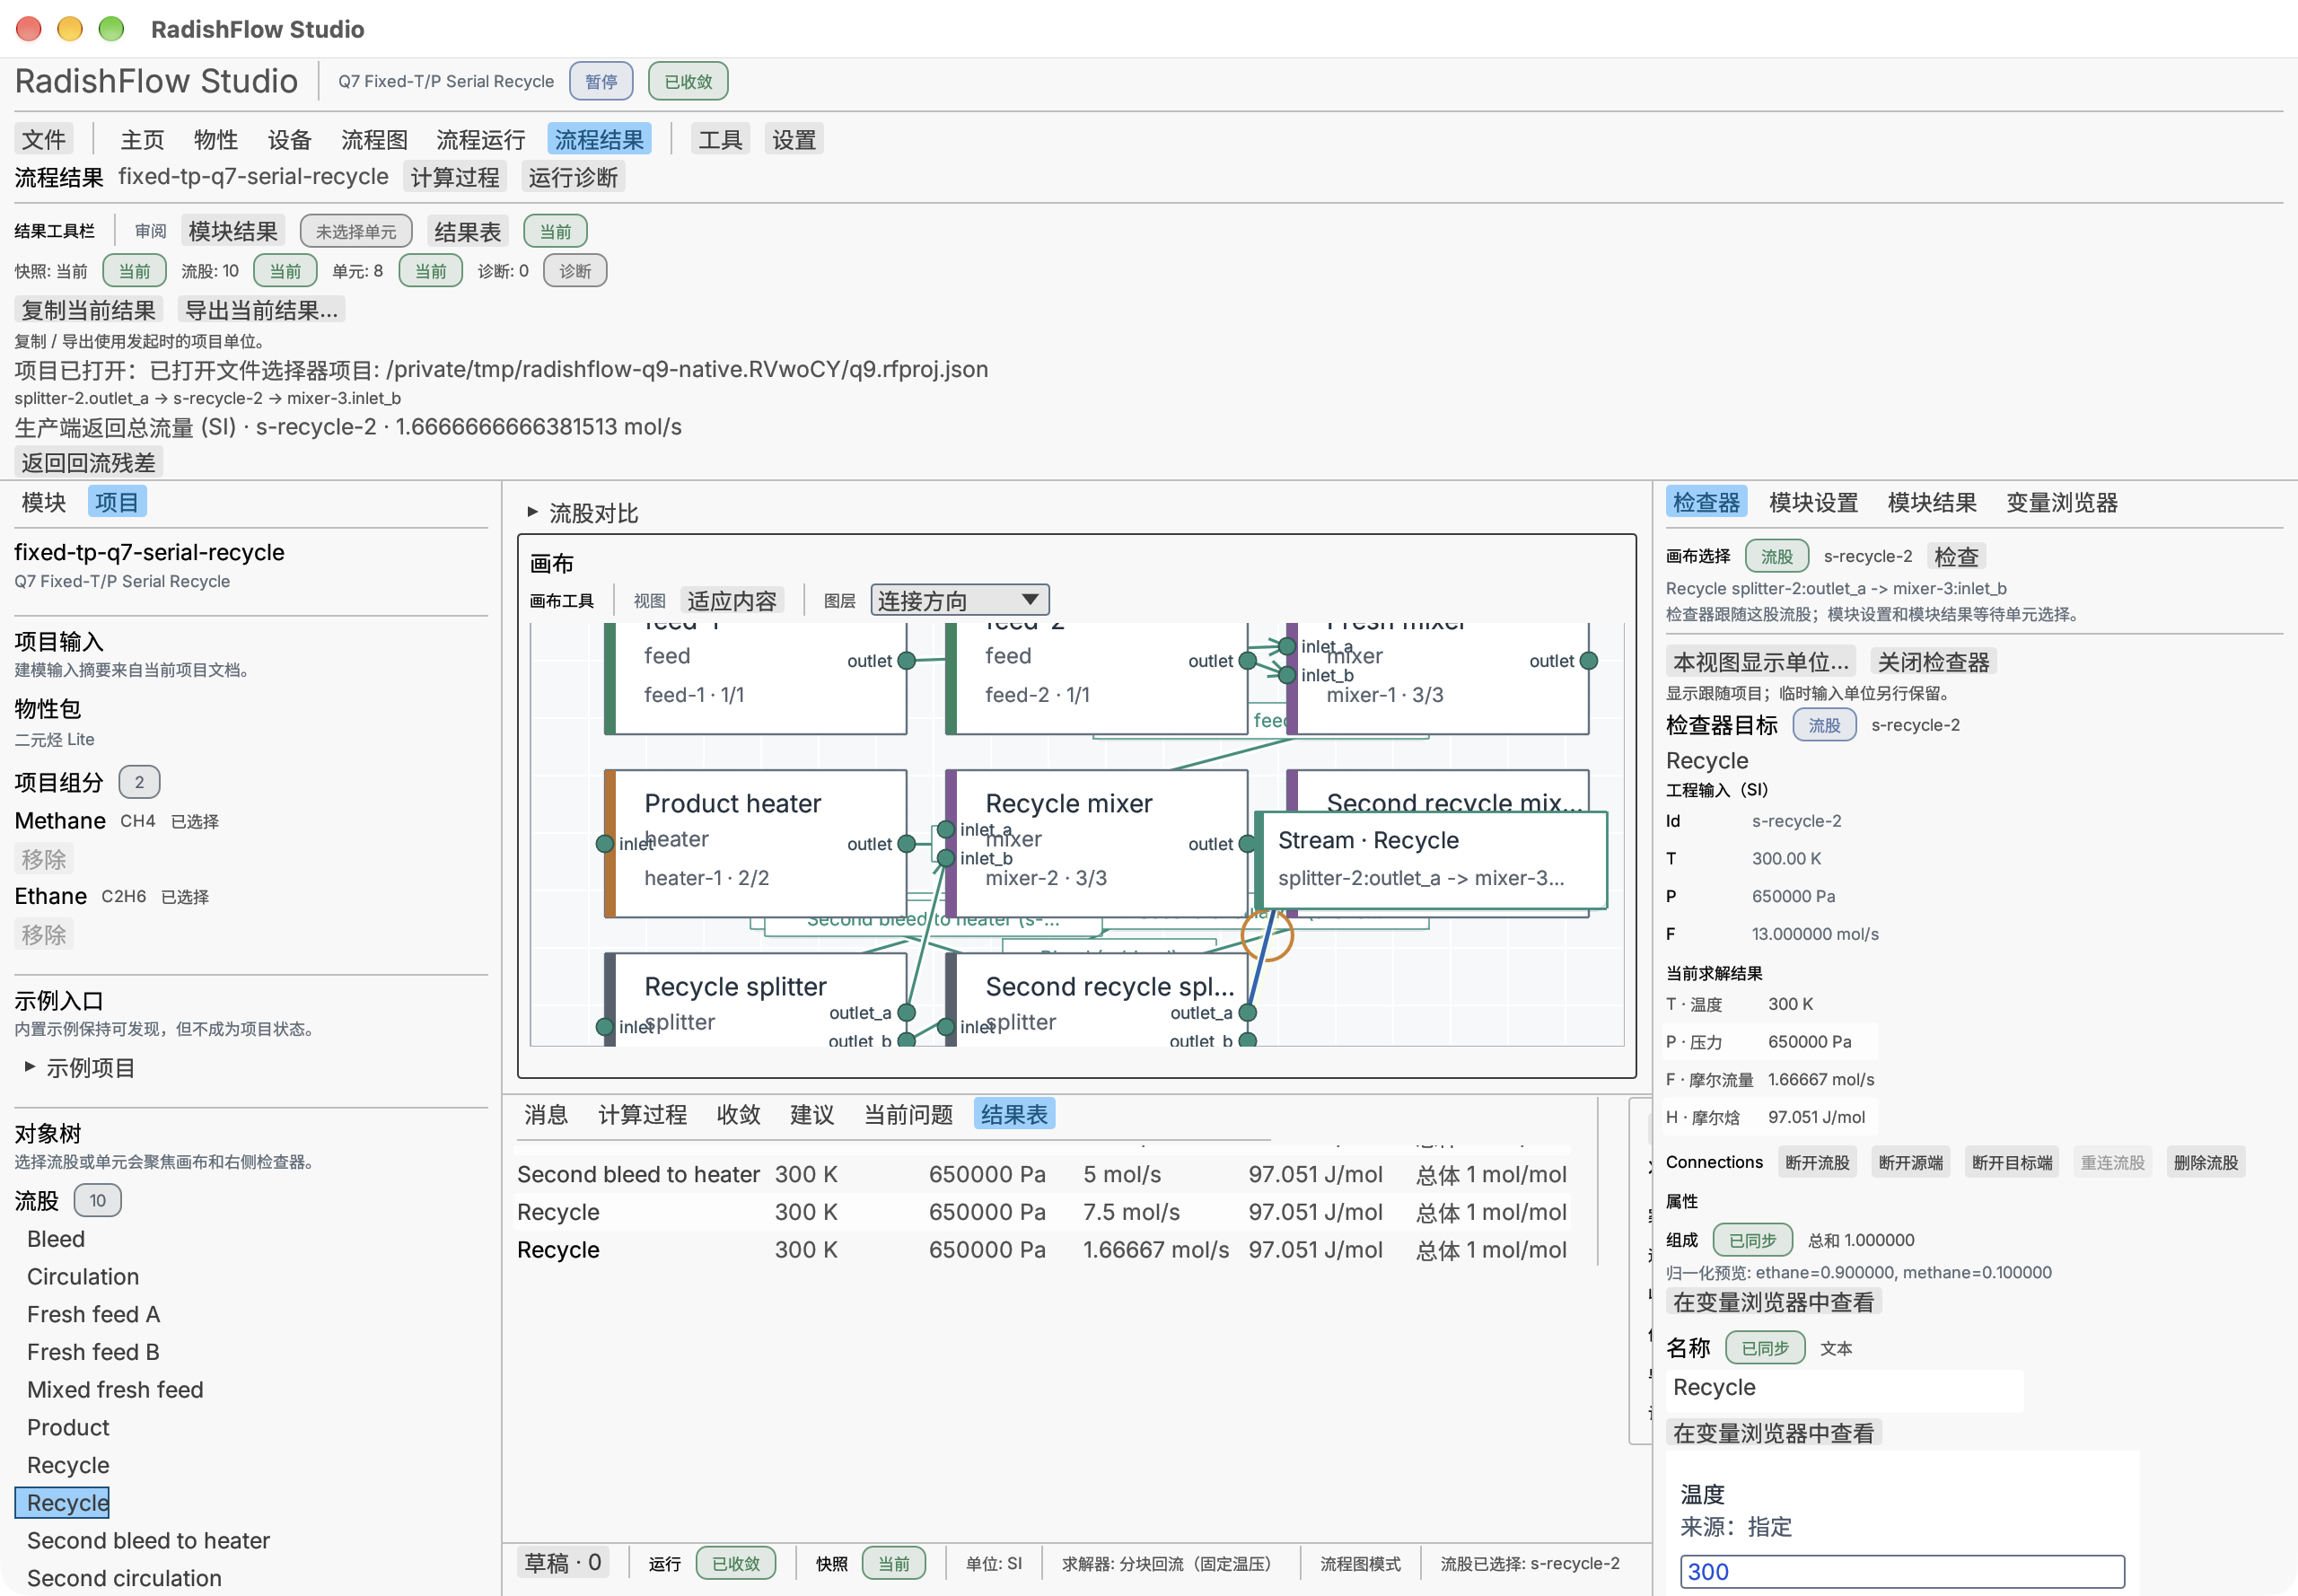 RadishFlow Studio
RadishFlow Studio Q7 Fixed-T/P Serial Recycle 暂停 已收敛
文件 主页 物性 设备 流程图 流程运行 流程结果 工具 设置
流程结果 fixed-tp-q7-serial-recycle 计算过程 运行诊断
结果工具栏 审阅 模块结果 未选择单元 结果表 当前
快照: 当前 当前 流股: 10 当前 单元: 8 当前 诊断: 0 诊断
复制当前结果 导出当前结果...
复制 / 导出使用发起时的项目单位。
项目已打开：已打开文件选择器项目: /private/tmp/radishflow-q9-native.RVwoCY/q9.rfproj.json
splitter-2.outlet_a → s-recycle-2 → mixer-3.inlet_b
生产端返回总流量 (SI) · s-recycle-2 · 1.6666666666381513 mol/s
返回回流残差
模块 项目
fixed-tp-q7-serial-recycle
Q7 Fixed-T/P Serial Recycle
项目输入
建模输入摘要来自当前项目文档。
物性包
二元烃 Lite
项目组分 2
Methane CH4 已选择
移除
Ethane C2H6 已选择
移除
示例入口
内置示例保持可发现，但不成为项目状态。
▶ 示例项目
对象树
选择流股或单元会聚焦画布和右侧检查器。
流股 10
Bleed
Circulation
Fresh feed A
Fresh feed B
Mixed fresh feed
Product
Recycle
Recycle
Second bleed to heater
Second circulation
▶ 流股对比
画布
画布工具 视图 适应内容 图层 连接方向
feed-1 feed-2 Fresh mixer
feed outlet feed outlet inlet_a mixer outlet
inlet_b
feed-1 · 1/1 feed-2 · 1/1 mixer-1 · 3/3
feed
Product heater Recycle mixer Second recycle mix...
inlet heater outlet inlet_a mixer outlet
inlet_b
heater-1 · 2/2 mixer-2 · 3/3
Stream · Recycle
splitter-2:outlet_a -> mixer-3...
Second bleed to heater (s-...
Recycle splitter Second recycle spl...
inlet splitter outlet_a inlet splitter outlet_a
outlet_b outlet_b
消息 计算过程 收敛 建议 当前问题 结果表
Second bleed to heater 300 K 650000 Pa 5 mol/s 97.051 J/mol 总体 1 mol/mol
Recycle 300 K 650000 Pa 7.5 mol/s 97.051 J/mol 总体 1 mol/mol
Recycle 300 K 650000 Pa 1.66667 mol/s 97.051 J/mol 总体 1 mol/mol
草稿 · 0 运行 已收敛 快照 当前 单位: SI 求解器: 分块回流（固定温压） 流程图模式 流股已选择: s-recycle-2
检查器 模块设置 模块结果 变量浏览器
画布选择 流股 s-recycle-2 检查
Recycle splitter-2:outlet_a -> mixer-3:inlet_b
检查器跟随这股流股；模块设置和模块结果等待单元选择。
本视图显示单位... 关闭检查器
显示跟随项目；临时输入单位另行保留。
检查器目标 流股 s-recycle-2
Recycle
工程输入（SI）
Id s-recycle-2
T 300.00 K
P 650000 Pa
F 13.000000 mol/s
当前求解结果
T · 温度 300 K
P · 压力 650000 Pa
F · 摩尔流量 1.66667 mol/s
H · 摩尔焓 97.051 J/mol
Connections 断开流股 断开源端 断开目标端 重连流股 删除流股
属性
组成 已同步 总和 1.000000
归一化预览: ethane=0.900000, methane=0.100000
在变量浏览器中查看
名称 已同步 文本
Recycle
在变量浏览器中查看
温度
来源：指定
300